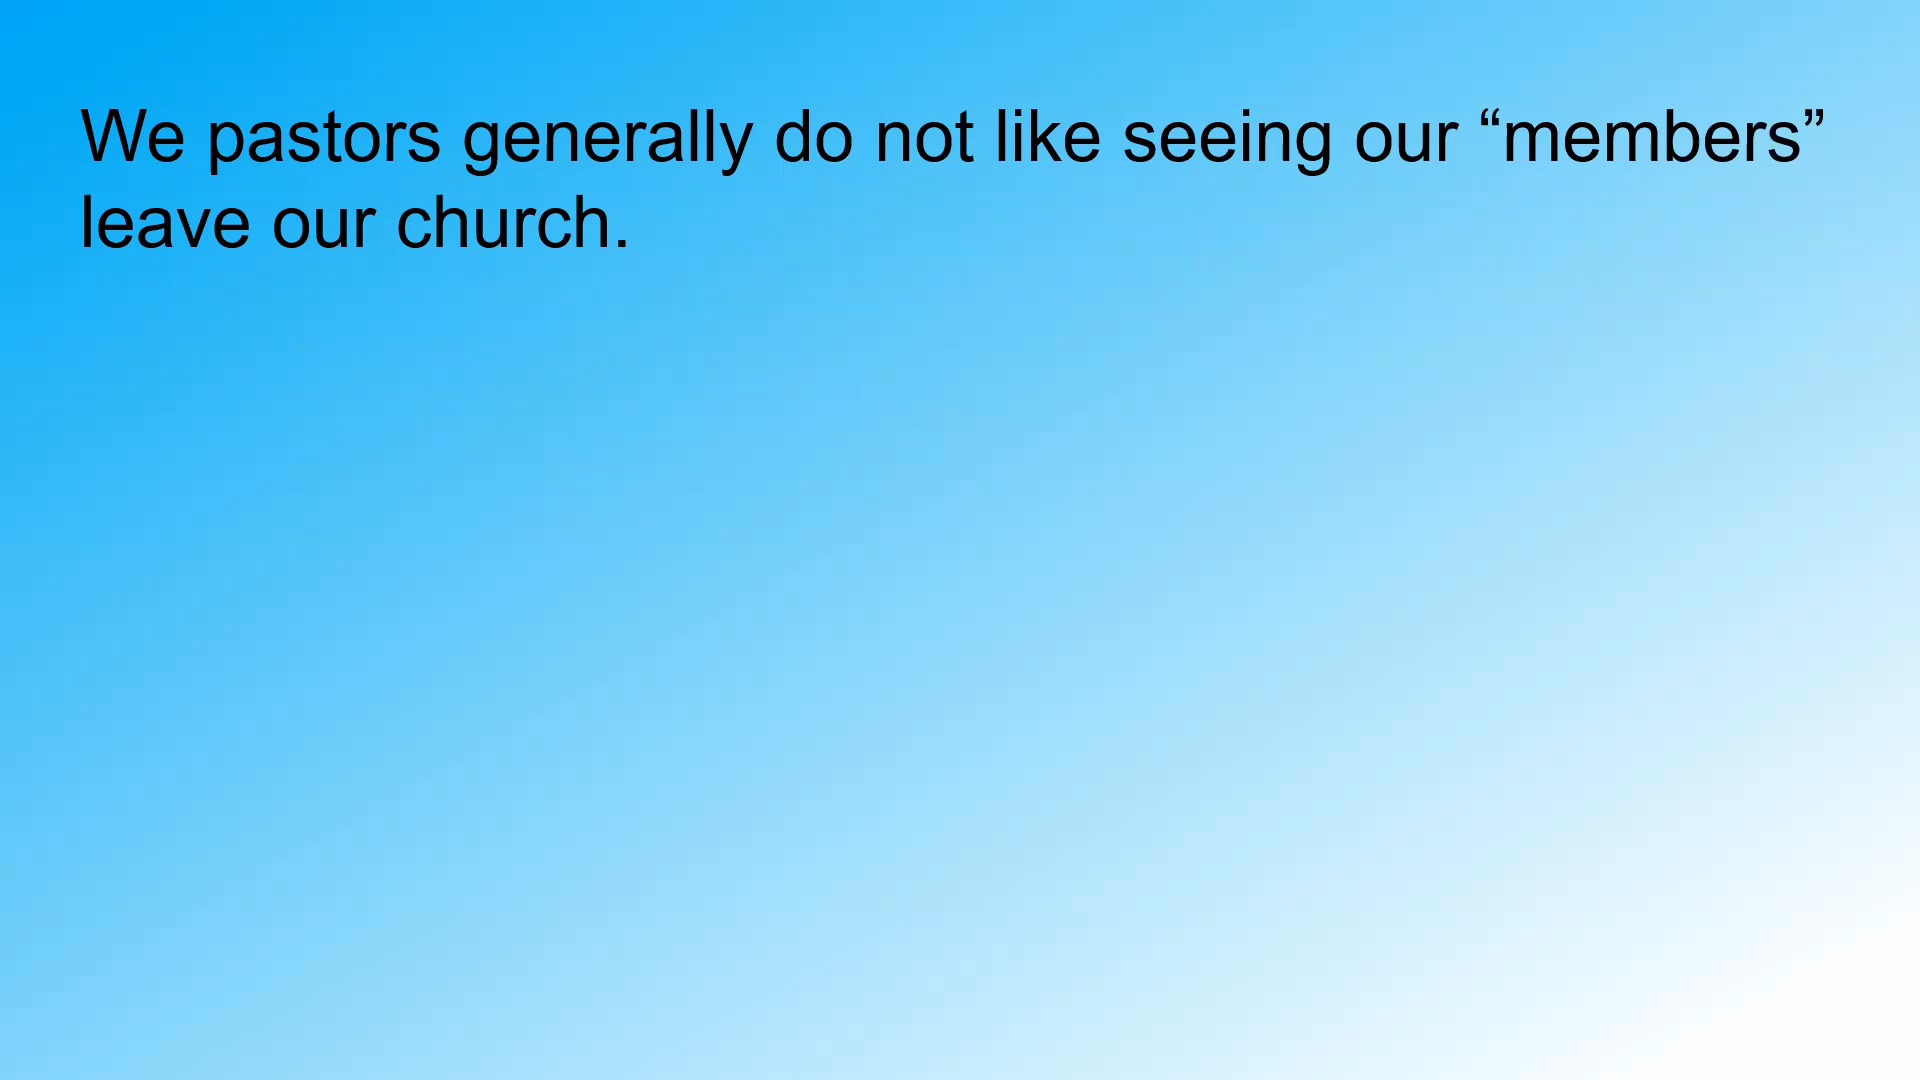 We pastors generally do not like seeing our “members”
leave our church.